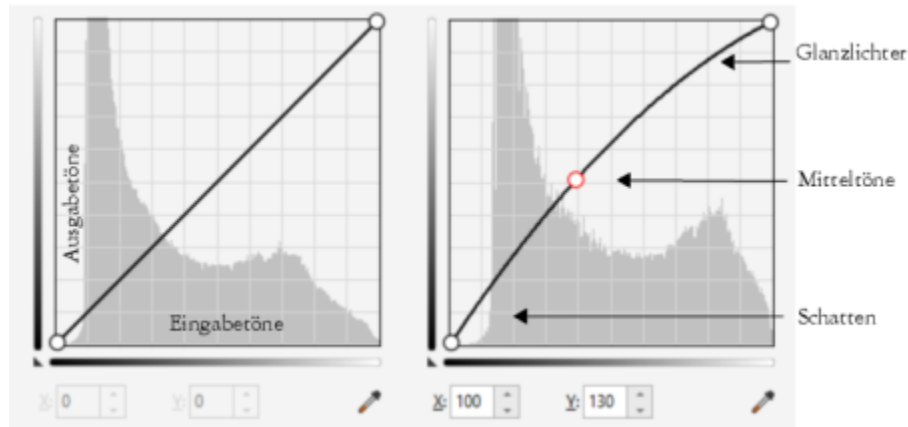 Ausgabetöne
Eingabetöne
X: 0
Y: 0
Glanzlichter
Mitteltöne
Schatten
X: 100
Y: 130